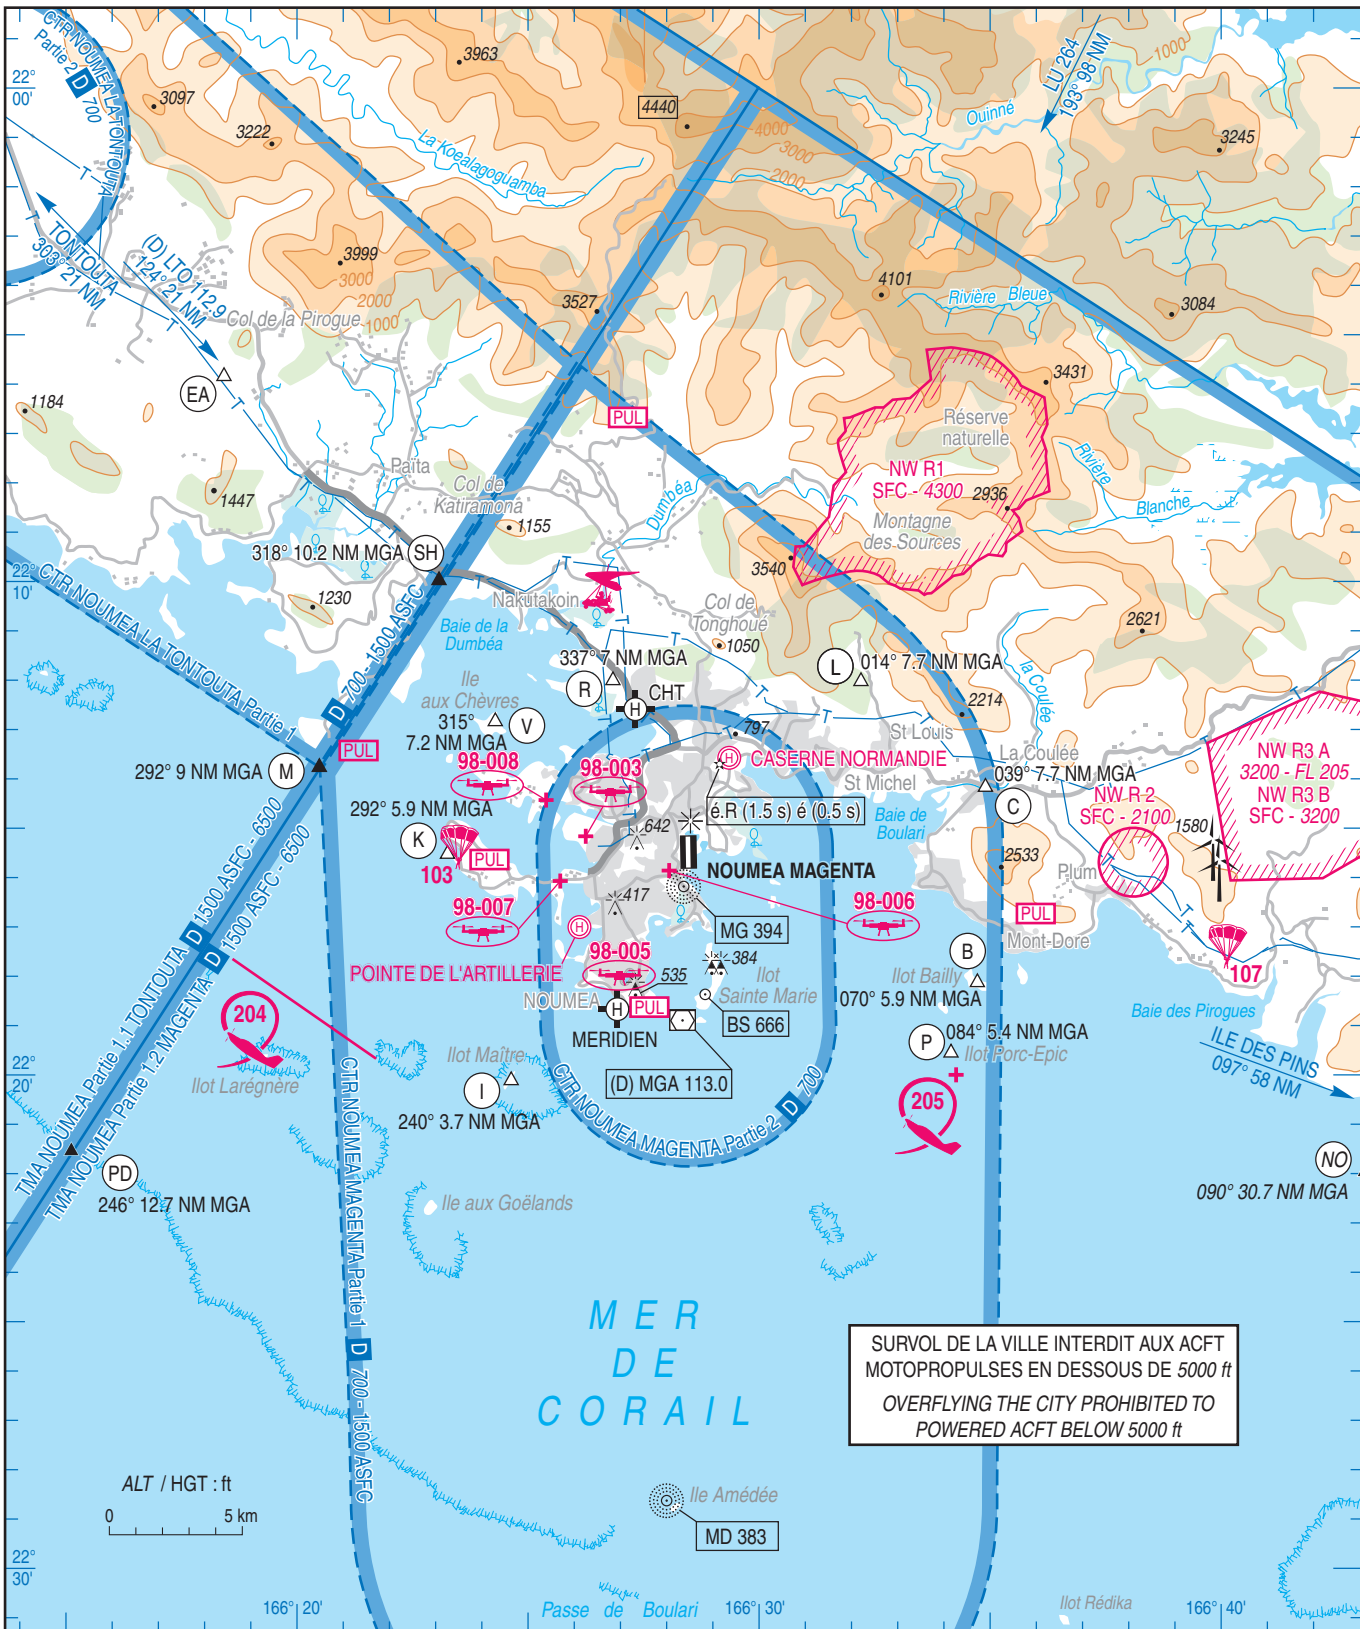 CTR NOUMEA LA TONTOUTA
Partie 2 D 700
3963
3097
3222
4440
4000
3000
2000
1000
La Koealagoguamba
Ouinné
LU 264
193° 98 NM
3245
22°
00'
TONTOUTA
303° 21 NM
(D) LTO 112.9
124° 21 NM
3999
3000
2000
1000
Col de la Pirogue
3527
4101
Rivière Bleue
3084
EA
1184
PUL
3431
Réserve
naturelle
NW R1
SFC - 4300
2936
Montagne
des Sources
Rivière
Blanche
Païta
Col de
Katiramona
1447
1155
Dumbéa
318° 10.2 NM MGA
SH
3540
22°
10'
CTR NOUMEA LA TONTOUTA Partie 1
1230
Nakutakoin
Col de
Tonghoué
1050
2621
Baie de la
Dumbéa
D 700 - 1500 ASFC
337° 7 NM MGA
R
CHT
H
L
014° 7.7 NM MGA
la Coulée
2214
Ile
aux Chèvres
315°
7.2 NM MGA
V
797
St Louis
La Coulée
PUL
292° 9 NM MGA
M
98-008
98-003
H
CASERNE NORMANDIE
St Michel
039° 7.7 NM MGA
C
NW R 2
SFC - 2100
NW R3 A
3200 - FL 205
NW R3 B
SFC - 3200
292° 5.9 NM MGA
K
103
PUL
642
é.R (1.5 s) é (0.5 s)
Baie de
Boulari
1580
NOUMEA MAGENTA
2533
Plum
98-007
417
98-006
MG 394
PUL
Mont-Dore
107
POINTE DE L'ARTILLERIE
H
98-005
535
384
Ilot
Sainte Marie
B
Ilot Bailly
070° 5.9 NM MGA
Baie des Pirogues
NOUMEA
H
PUL
MERIDIEN
BS 666
084° 5.4 NM MGA
P
Ilot Porc-Epic
ILE DES PINS
097° 58 NM
TMA NOUMEA Partie 1.1 TONTOUTA D 1500 ASFC - 6500
TMA NOUMEA Partie 1.2 MAGENTA D 1500 ASFC - 6500
204
Ilot Larégnère
Ilot Maître
I
240° 3.7 NM MGA
(D) MGA 113.0
22°
20'
205
CTR NOUMEA MAGENTA Partie 2 D 700
PD
246° 12.7 NM MGA
NO
090° 30.7 NM MGA
Ile aux Goëlands
CTR NOUMEA MAGENTA Partie 1 D 700 - 1500 ASFC
MER
DE
CORAIL
SURVOL DE LA VILLE INTERDIT AUX ACFT
MOTOPROPULSES EN DESSOUS DE 5000 ft
OVERFLYING THE CITY PROHIBITED TO
POWERED ACFT BELOW 5000 ft
ALT / HGT : ft
0 5 km
Ile Amédée
MD 383
22°
30'
166° 20'
Passe de Boulari
166° 30'
Ilot Rédika
166° 40'
1000
T